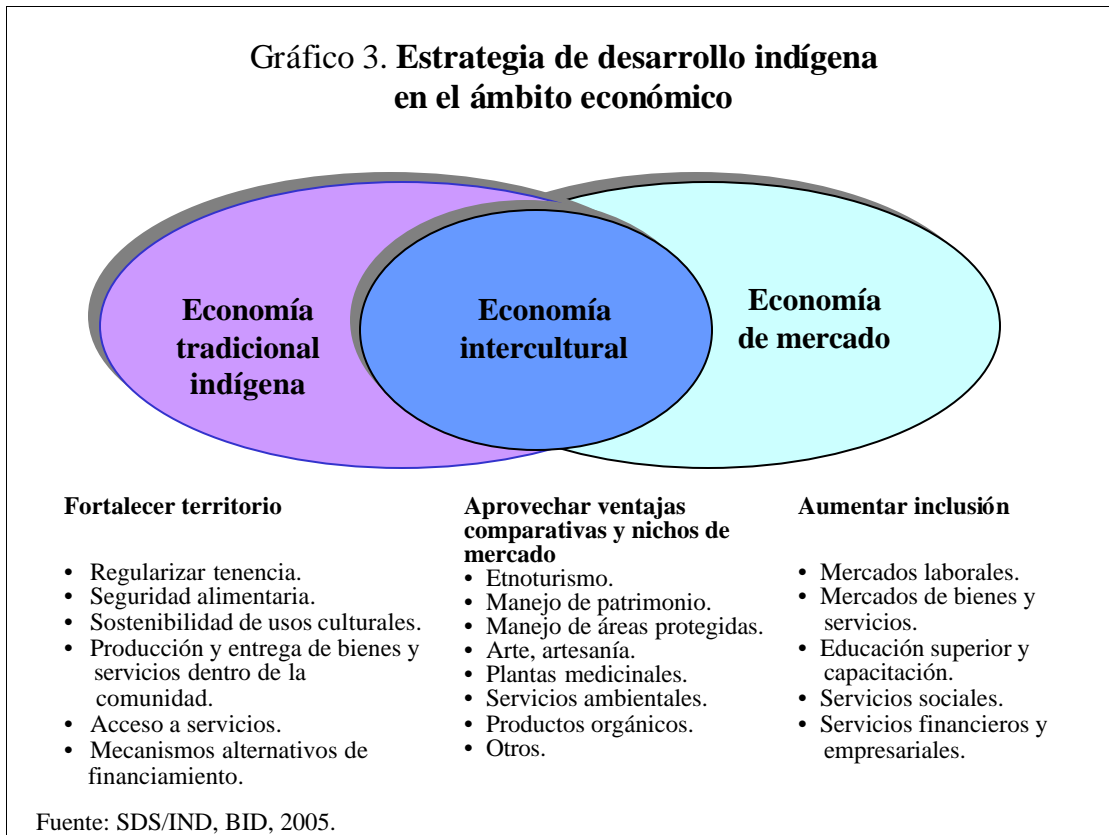 Gráfico 3. Estrategia de desarrollo indígena
en el ámbito económico
Economía
tradicional
indígena
Economía
intercultural
Economía
de mercado
Fortalecer territorio
• Regularizar tenencia.
• Seguridad alimentaria.
• Sostenibilidad de usos culturales.
• Producción y entrega de bienes y
servicios dentro de la
comunidad.
• Acceso a servicios.
• Mecanismos alternativos de
financiamiento.
Aprovechar ventajas
comparativas y nichos de
mercado
• Etnoturismo.
• Manejo de patrimonio.
• Manejo de áreas protegidas.
• Arte, artesanía.
• Plantas medicinales.
• Servicios ambientales.
• Productos orgánicos.
• Otros.
Aumentar inclusión
• Mercados laborales.
• Mercados de bienes y
servicios.
• Educación superior y
capacitación.
• Servicios sociales.
• Servicios financieros y
empresariales.
Fuente: SDS/IND, BID, 2005.